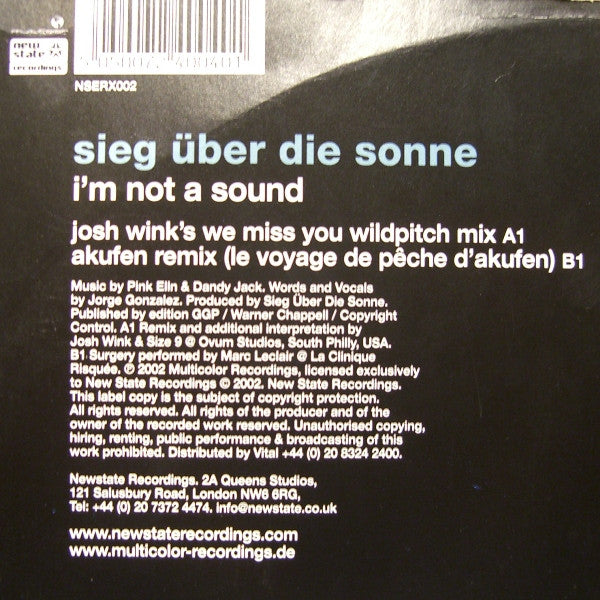 new
state
recordings
NSERX002
sieg über die sonne
i'm not a sound
josh wink's we miss you wildpitch mix A1
akufen remix (le voyage de pêche d'akufen) B1
Music by Pink Elln & Dandy Jack. Words and Vocals
by Jorge Gonzalez. Produced by Sieg Über Die Sonne.
Published by edition GGP / Warner Chappell / Copyright
Control. A1 Remix and additional interpretation by
Josh Wink & Size 9 @ Ovum Studios, South Philly, USA.
B1 Surgery performed by Marc Leclair @ La Clinique
Risquée. ℗ 2002 Multicolor Recordings, licensed exclusively
to New State Recordings © 2002. New State Recordings.
This label copy is the subject of copyright protection.
All rights reserved. All rights of the producer and of the
owner of the recorded work reserved. Unauthorised copying,
hiring, renting, public performance & broadcasting of this
work prohibited. Distributed by Vital +44 (0) 20 8324 2400.
Newstate Recordings. 2A Queens Studios,
121 Salusbury Road, London NW6 6RG,
Tel: +44 (0) 20 7372 4474. info@newstate.co.uk
www.newstaterecordings.com
www.multicolor-recordings.de